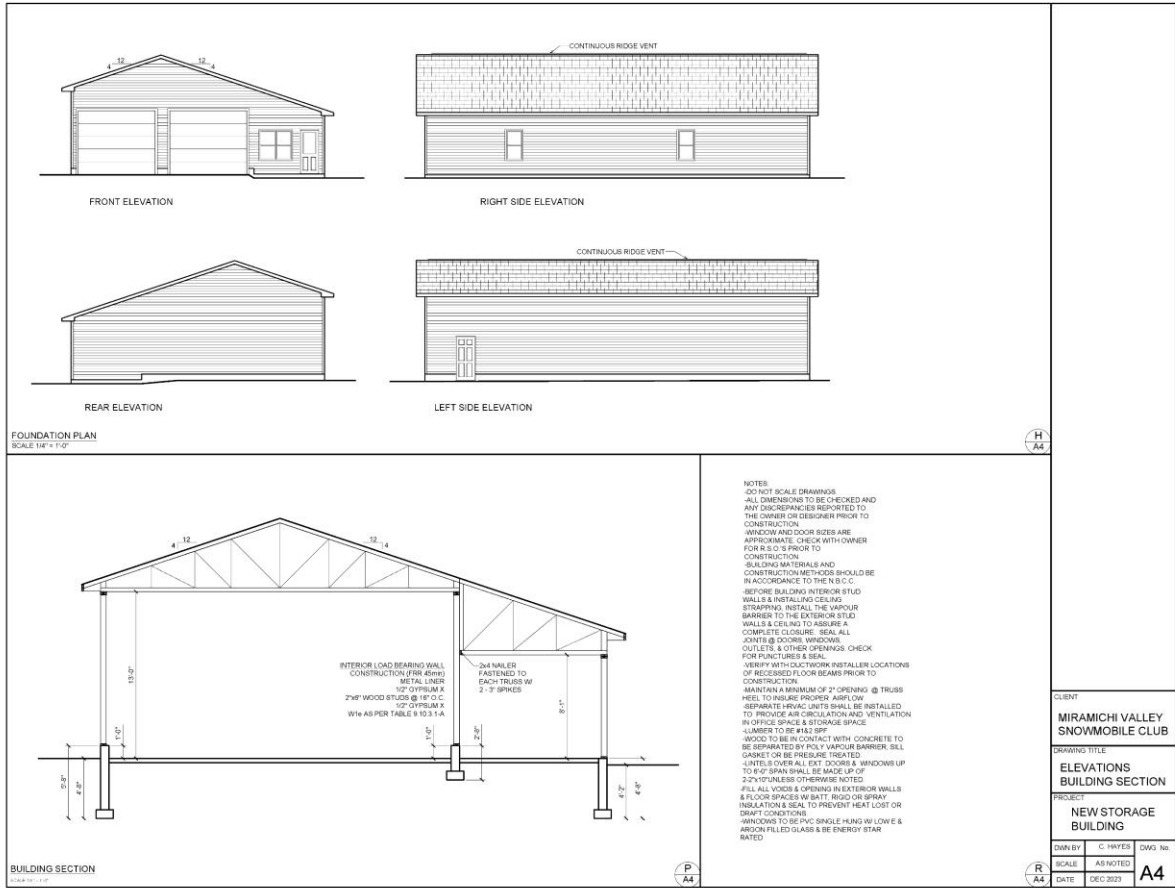 CONTINUOUS RIDGE VENT
12
12
4
4
FRONT ELEVATION
RIGHT SIDE ELEVATION
CONTINUOUS RIDGE VENT
REAR ELEVATION
LEFT SIDE ELEVATION
FOUNDATION PLAN
SCALE 1/4" = 1'-0"
H
A4
12
4
12
4
13'-0"
INTERIOR LOAD BEARING WALL
CONSTRUCTION (FRR 45min)
METAL LINER
1/2" GYPSUM X
2"x6" WOOD STUDS @ 16" O.C.
1/2" GYPSUM X
W1e AS PER TABLE 9.10.3.1-A
2x4 NAILER
FASTENED TO
EACH TRUSS W/
2 - 3" SPIKES
8'-1"
1'-0"
1'-0"
2'-8"
5'-8"
4'-8"
4'-2"
4'-8"
BUILDING SECTION
P
A4
NOTES:
-DO NOT SCALE DRAWINGS
-ALL DIMENSIONS TO BE CHECKED AND
ANY DISCREPANCIES REPORTED TO
THE OWNER OR DESIGNER PRIOR TO
CONSTRUCTION.
-WINDOW AND DOOR SIZES ARE
APPROXIMATE. CHECK WITH OWNER
FOR R.S.O.'S PRIOR TO
CONSTRUCTION.
-BUILDING MATERIALS AND
CONSTRUCTION METHODS SHOULD BE
IN ACCORDANCE TO THE N.B.C.C.
-BEFORE BUILDING INTERIOR STUD
WALLS & INSTALLING CEILING
STRAPPING, INSTALL THE VAPOUR
BARRIER TO THE EXTERIOR STUD
WALLS & CEILING TO ASSURE A
COMPLETE CLOSURE. SEAL ALL
JOINTS @ DOORS, WINDOWS,
OUTLETS, & OTHER OPENINGS. CHECK
FOR PUNCTURES & SEAL.
-VERIFY WITH DUCTWORK INSTALLER LOCATIONS
OF RECESSED FLOOR BEAMS PRIOR TO
CONSTRUCTION.
-MAINTAIN A MINIMUM OF 2" OPENING @ TRUSS
HEEL TO INSURE PROPER AIRFLOW
-SEPARATE HRVAC UNITS SHALL BE INSTALLED
TO PROVIDE AIR CIRCULATION AND VENTILATION
IN OFFICE SPACE & STORAGE SPACE
-LUMBER TO BE #1&2 SPF
-WOOD TO BE IN CONTACT WITH CONCRETE TO
BE SEPARATED BY POLY VAPOUR BARRIER, SILL
GASKET OR BE PRESURE TREATED
-LINTELS OVER ALL EXT. DOORS & WINDOWS UP
TO 6'-0" SPAN SHALL BE MADE UP OF
2-2"x10"UNLESS OTHERWISE NOTED.
-FILL ALL VOIDS & OPENING IN EXTERIOR WALLS
& FLOOR SPACES W/ BATT, RIGID OR SPRAY
INSULATION & SEAL TO PREVENT HEAT LOST OR
DRAFT CONDITIONS.
-WINODWS TO BE PVC SINGLE HUNG W/ LOW E &
ARGON FILLED GLASS & BE ENERGY STAR
RATED
R
A4
CLIENT
MIRAMICHI VALLEY
SNOWMOBILE CLUB
DRAWING TITLE
ELEVATIONS
BUILDING SECTION
PROJECT
NEW STORAGE
BUILDING
DWN BY
C. HAYES
DWG. No.
SCALE
AS NOTED
A4
DATE
DEC 2023